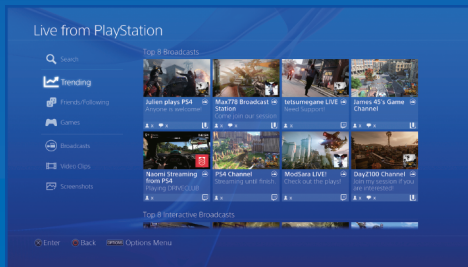 Live from PlayStation
Search
Trending
Friends/Following
Games
Broadcasts
Video Clips
Screenshots
Top 8 Broadcasts
Julien plays PS4
Anyone is welcome!
Max778 Broadcast Station
Come join our session
tetsumegane LIVE
Need Support!
James 45's Game Channel
Naomi Streaming from PS4
Playing DRIVECLUB
PS4 Channel
Streaming until finish
ModSara LIVE!
Check out the plays!
DayZ100 Channel
Join my session if you are interested!
Top 8 Interactive Broadcasts
Enter
Back
OPTIONS Options Menu